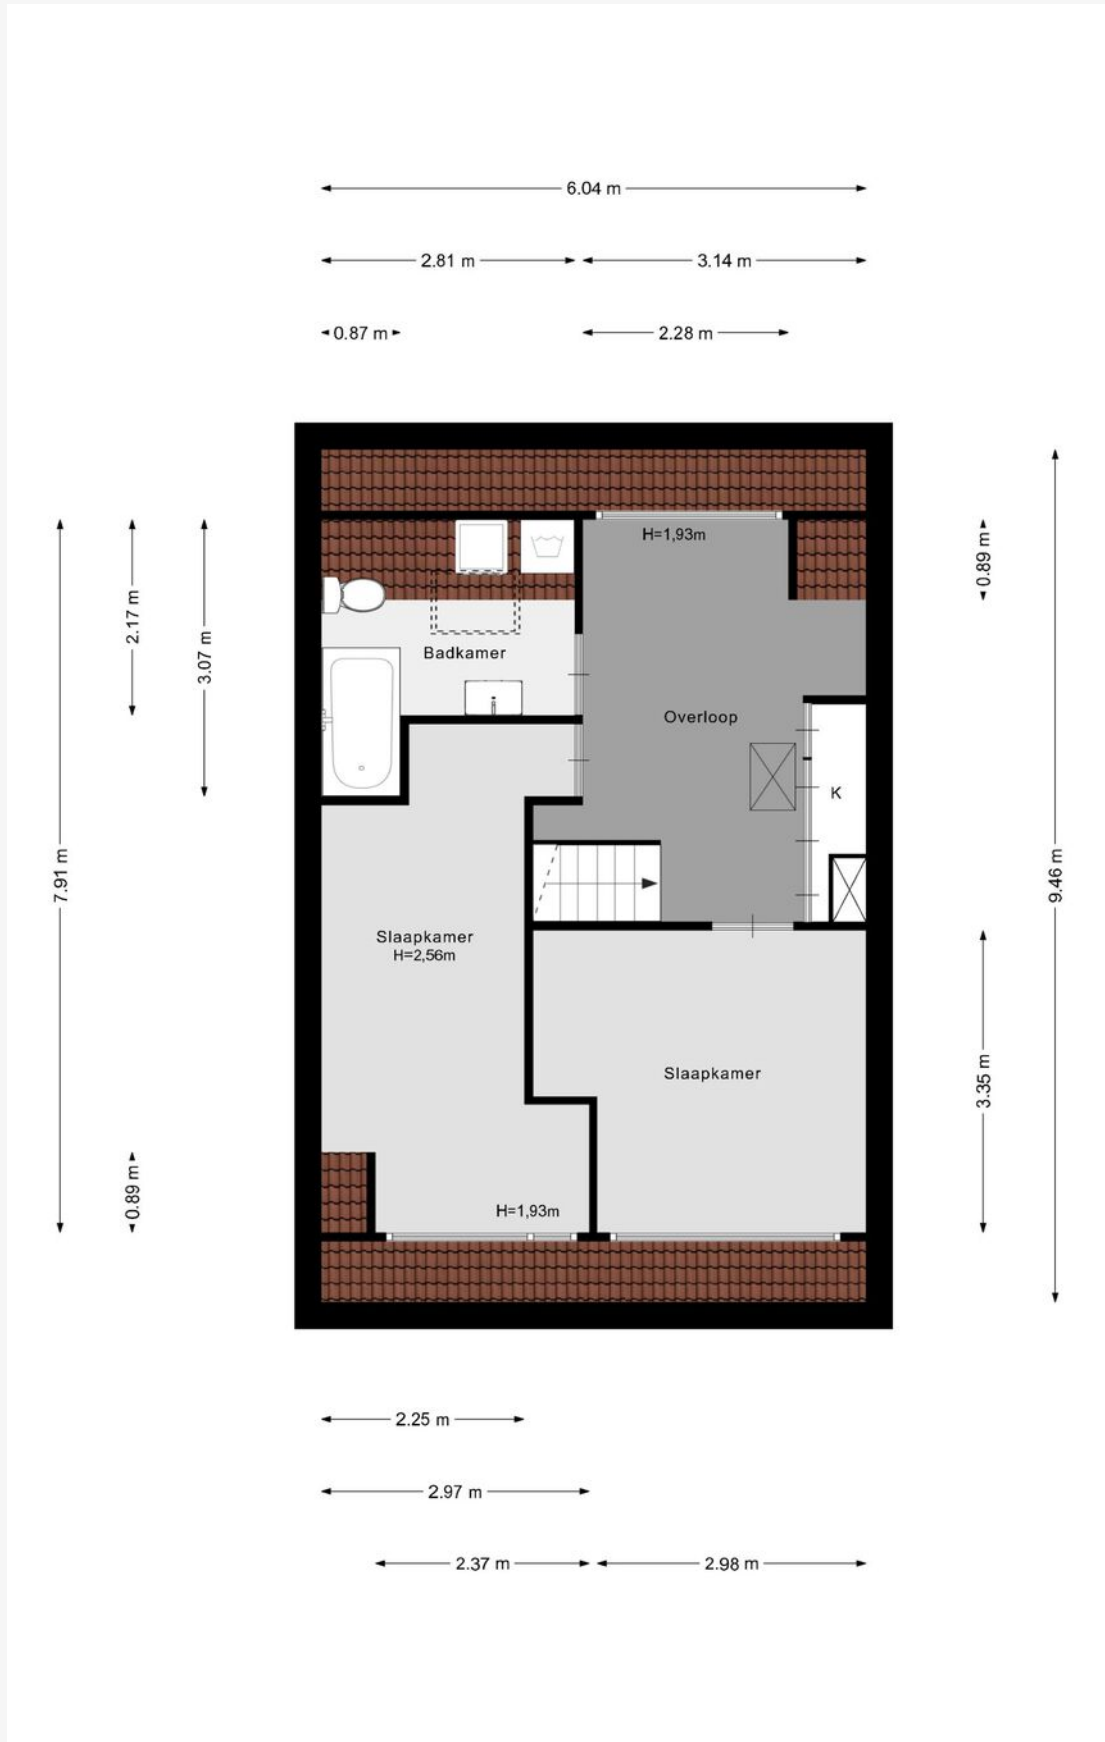 6.04 m
2.81 m
3.14 m
0.87 m
2.28 m
H=1,93m
0.89 m
2.17 m
3.07 m
Badkamer
Overloop
K
7.91 m
9.46 m
Slaapkamer
H=2,56m
Slaapkamer
3.35 m
0.89 m
H=1,93m
2.25 m
2.97 m
2.37 m
2.98 m